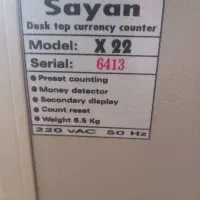 Sayan
Desk top currency counter
Model: X 22
Serial: 6413
• Preset counting
• Money detector
• Secondary display
• Count reset
• Weight 6.5 Kg
220 VAC 50 Hz